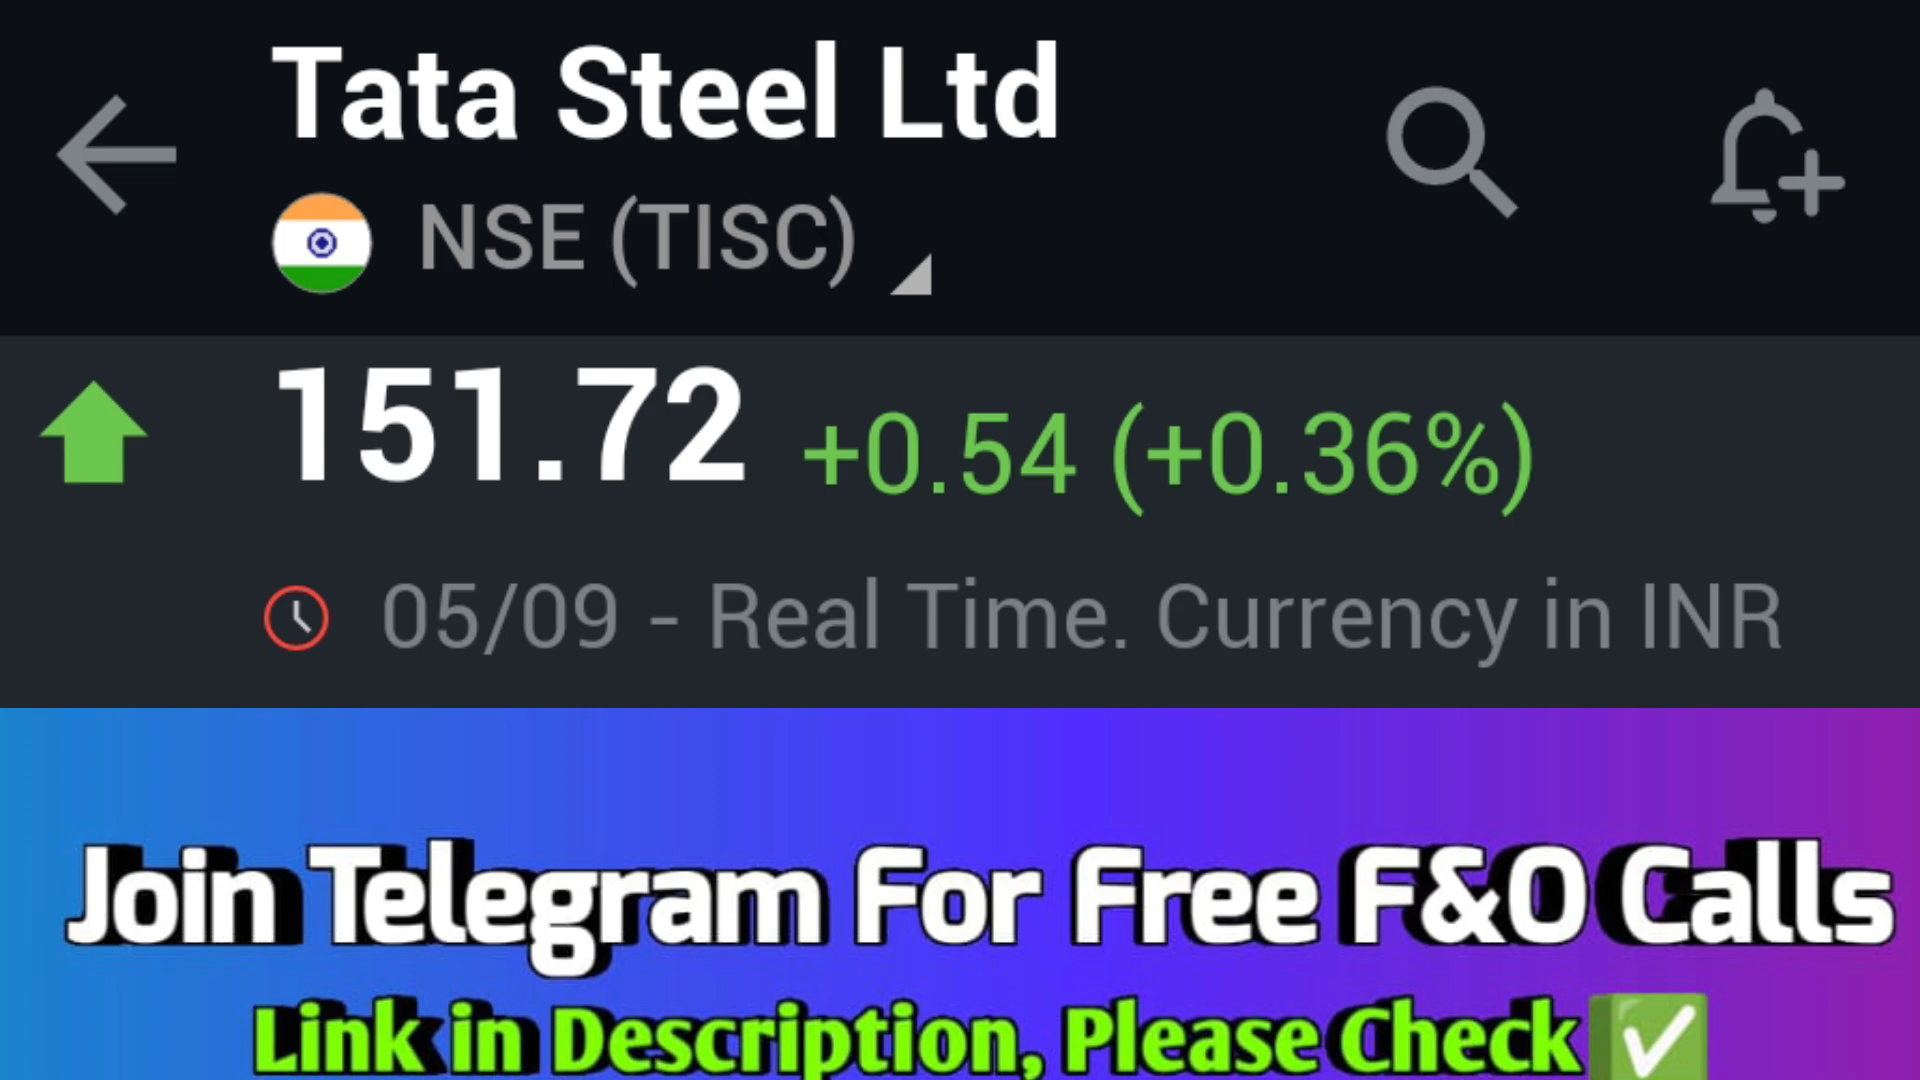 Tata Steel Ltd
NSE (TISC)
151.72 +0.54 (+0.36%)
05/09 - Real Time. Currency in INR
Join Telegram For Free F&O Calls
Link in Description, Please Check ✅